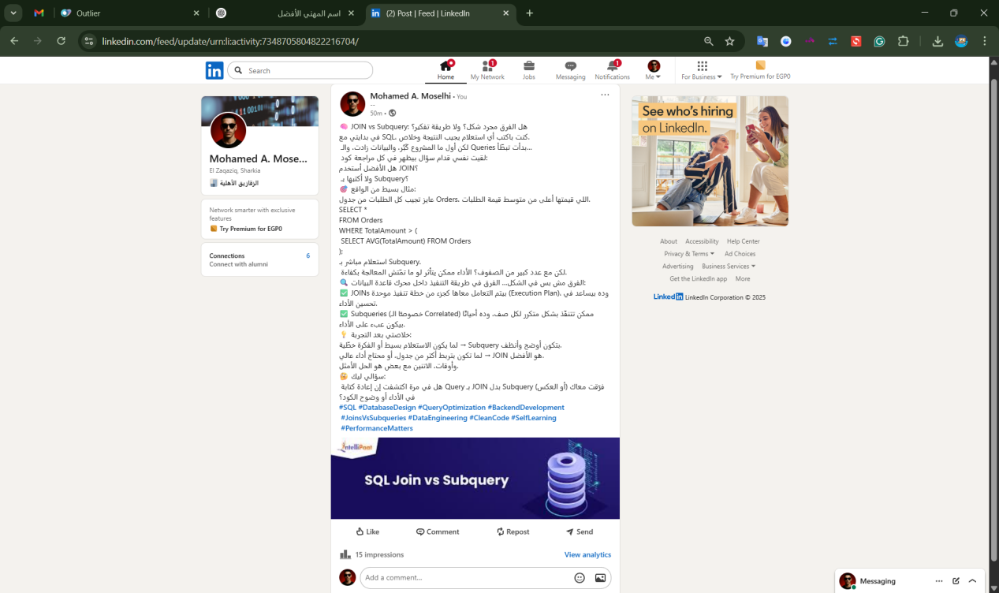 Outlier
اسم المهني الأفضل
(2) Post | Feed | LinkedIn
linkedin.com/feed/update/urn:li:activity:7348705804822216704/
Search
Home
1
My Network
Jobs
Messaging
1
Notifications
Me
For Business
Try Premium for EGP0
Mohamed A. Mose...
El Zaqaziq, Sharkia
الزقازيق الأهلية
Network smarter with exclusive
features
Try Premium for EGP0
Connections 6
Connect with alumni
Mohamed A. Moselhi • You
--
50m •
🧠 JOIN vs Subquery: هل الفرق مجرد شكل؟ ولا طريقة تفكير؟
في بدايتي مع SQL، كنت باكتب أي استعلام يجيب النتيجة وخلاص.
لكن أول ما المشروع كبُر، والبيانات زادت، والـ Queries بدأت تبطّأ...
لقيت نفسي قدام سؤال بيظهر في كل مراجعة كود:
هل الأفضل أستخدم JOIN؟
ولا أكتبها بـ Subquery؟
🎯 مثال بسيط من الواقع:
عايز تجيب كل الطلبات من جدول Orders، اللي قيمتها أعلى من متوسط قيمة الطلبات.
SELECT *
FROM Orders
WHERE TotalAmount > (
SELECT AVG(TotalAmount) FROM Orders
);
استعلام مباشر بـ Subquery.
لكن مع عدد كبير من الصفوف؟ الأداء ممكن يتأثر لو ما تمّتش المعالجة بكفاءة.
🔍 الفرق مش بس في الشكل... الفرق في طريقة التنفيذ داخل محرك قاعدة البيانات:
✅ JOINs بيتم التعامل معاها كجزء من خطة تنفيذ موحدة (Execution Plan)، وده بيساعد في
تحسين الأداء.
✅ Subqueries (خصوصًا الـ Correlated) ممكن تتنفّذ بشكل متكرر لكل صف، وده أحيانًا
بيكون عبء على الأداء.
💡 خلاصتي بعد التجربة:
لما يكون الاستعلام بسيط أو الفكرة خطّية → Subquery بتكون أوضح وأنظف.
لما تكون بتربط أكتر من جدول، أو محتاج أداء عالي → JOIN هو الأفضل.
وأوقات، الاتنين مع بعض هو الحل الأمثل.
🤔 سؤالي ليك:
هل في مرة اكتشفت إن إعادة كتابة Query بـ JOIN بدل Subquery (أو العكس) فرّقت معاك
في الأداء أو وضوح الكود؟
#SQL #DatabaseDesign #QueryOptimization #BackendDevelopment
#JoinsVsSubqueries #DataEngineering #CleanCode #SelfLearning
#PerformanceMatters
IntelliPaat
SQL Join vs Subquery
Like
Comment
Repost
Send
15 impressions
View analytics
Add a comment...
See who's hiring
on LinkedIn.
About Accessibility Help Center
Privacy & Terms Ad Choices
Advertising Business Services
Get the LinkedIn app More
LinkedIn LinkedIn Corporation © 2025
Messaging